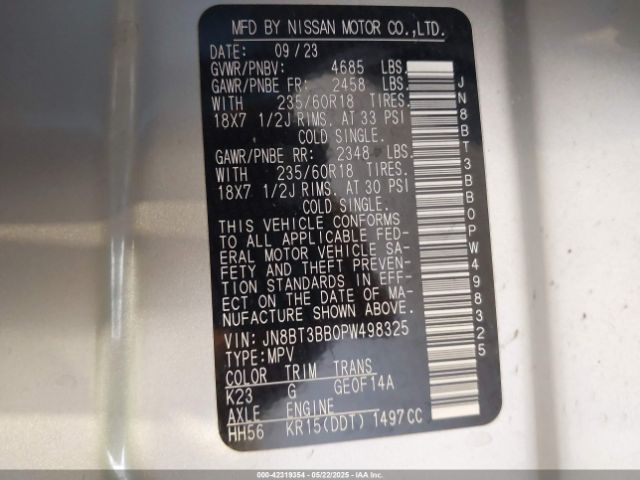 MFD BY NISSAN MOTOR CO.,LTD.
DATE: 09/23
GVWR/PNBV: 4685 LBS.
GAWR/PNBE FR: 2458 LBS.
WITH 235/60R18 TIRES.
18X7 1/2J RIMS. AT 33 PSI
COLD SINGLE.
GAWR/PNBE RR: 2348 LBS.
WITH 235/60R18 TIRES.
18X7 1/2J RIMS. AT 30 PSI
COLD SINGLE.
THIS VEHICLE CONFORMS
TO ALL APPLICABLE FED-
ERAL MOTOR VEHICLE SA-
FETY AND THEFT PREVEN-
TION STANDARDS IN EFF-
ECT ON THE DATE OF MA-
NUFACTURE SHOWN ABOVE.
VIN: JN8BT3BB0PW498325
TYPE:MPV
COLOR TRIM TRANS
K23 G GE0F14A
AXLE ENGINE
HH56 KR15(DDT) 1497CC
JN8BT3BB0PW498325
000-42319354 - 05/22/2025 - IAAI.COM